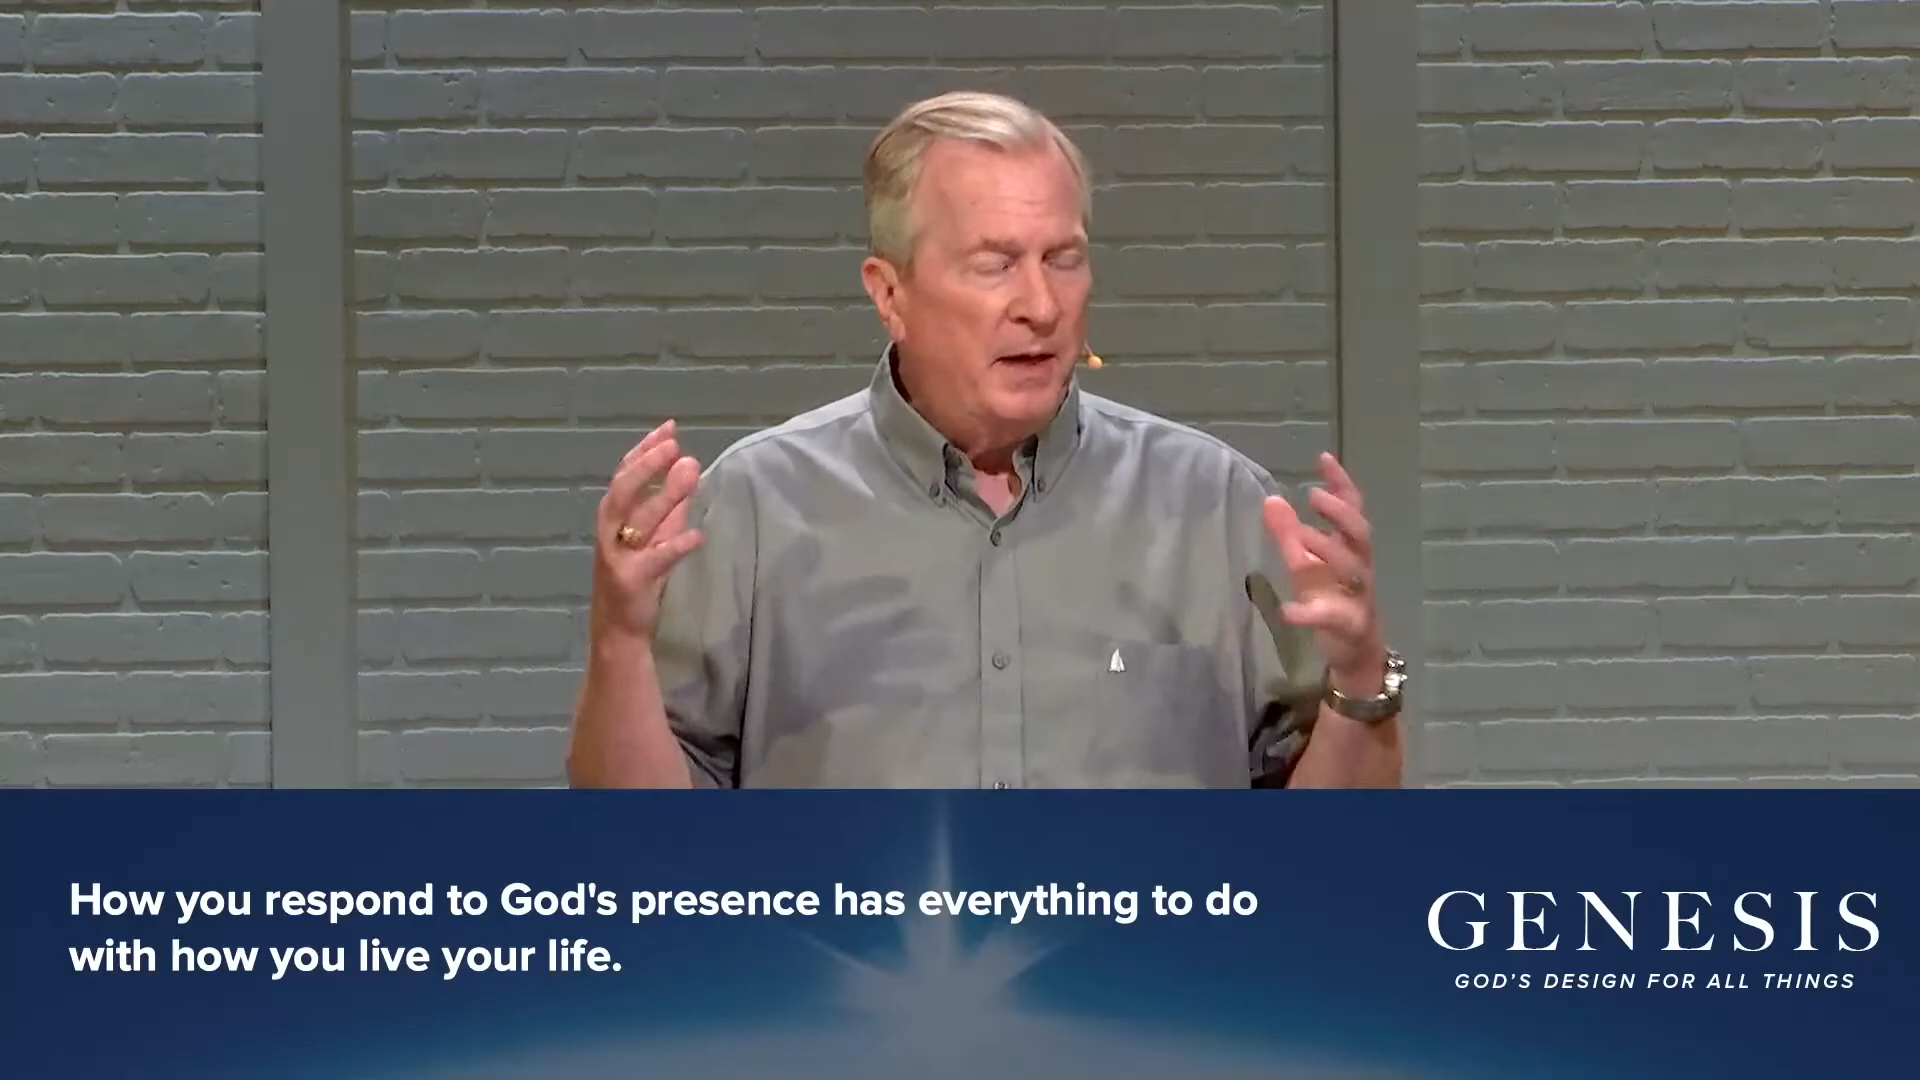 How you respond to God's presence has everything to do
with how you live your life.
GENESIS
GOD'S DESIGN FOR ALL THINGS